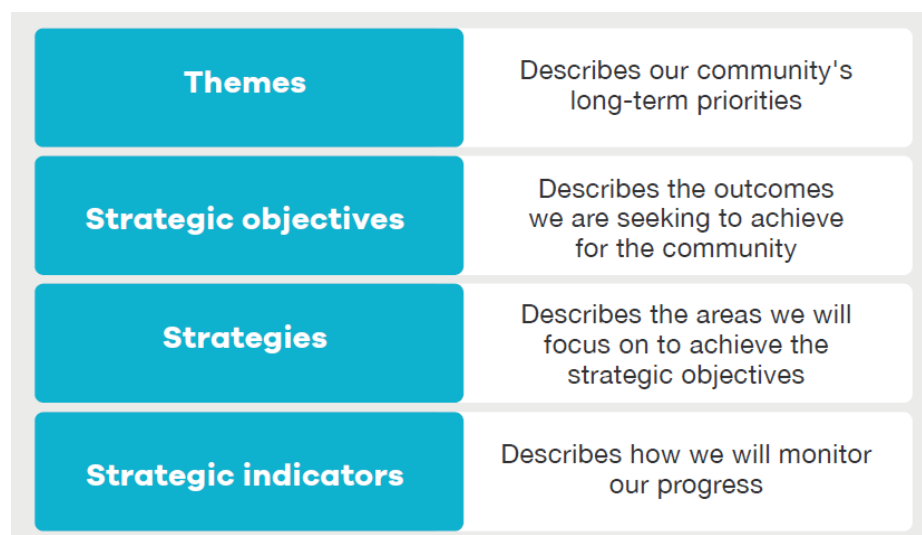 Themes
Describes our community's
long-term priorities
Strategic objectives
Describes the outcomes
we are seeking to achieve
for the community
Strategies
Describes the areas we will
focus on to achieve the
strategic objectives
Strategic indicators
Describes how we will monitor
our progress